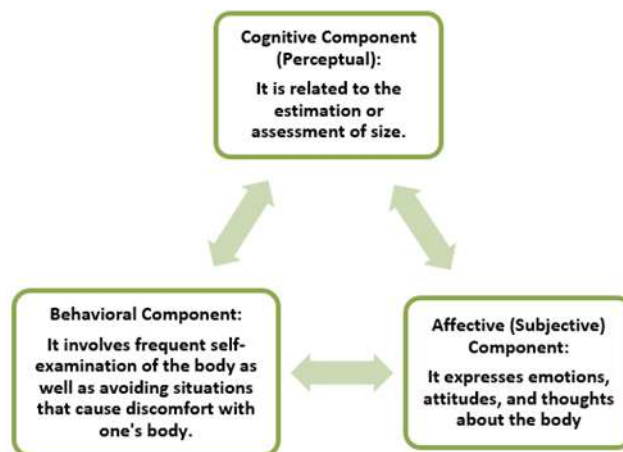 Cognitive Component
(Perceptual):
It is related to the
estimation or
assessment of size.
Behavioral Component:
It involves frequent self-
examination of the body as
well as avoiding situations
that cause discomfort with
one's body.
Affective (Subjective)
Component:
It expresses emotions,
attitudes, and thoughts
about the body